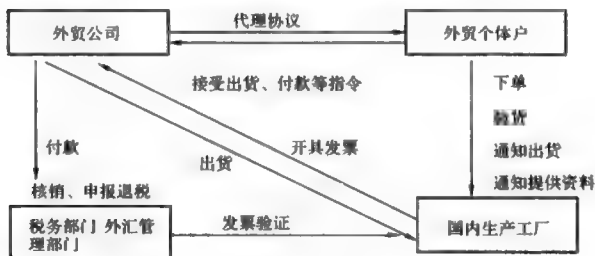 代理协议
外贸公司
外贸个体户
接受出货、付款等指令
下单
验货
付款
出货
开具发票
通知出货
核销、申报退税
通知提供资料
税务部门 外汇管
理部门
发票验证
国内生产工厂